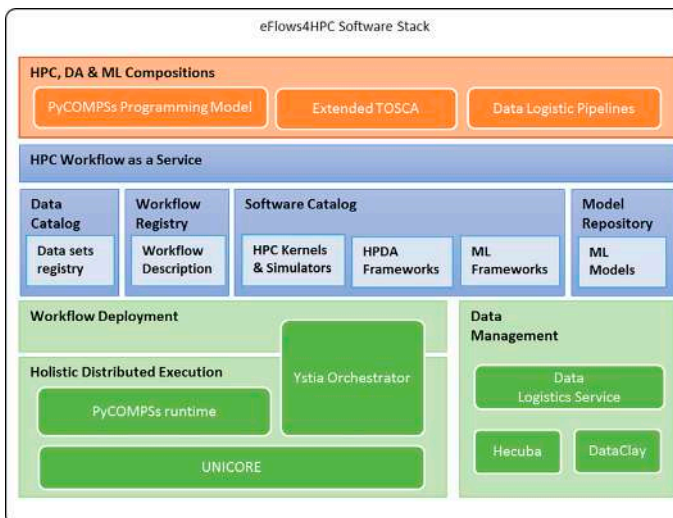 eFlows4HPC Software Stack
HPC, DA & ML Compositions
PyCOMPSs Programming Model
Extended TOSCA
Data Logistic Pipelines
HPC Workflow as a Service
Data
Catalog
Data sets
registry
Workflow
Registry
Workflow
Description
Software Catalog
HPC Kernels
& Simulators
HPDA
Frameworks
ML
Frameworks
Model
Repository
ML
Models
Workflow Deployment
Ystia Orchestrator
Holistic Distributed Execution
PyCOMPSs runtime
UNICORE
Data
Management
Data
Logistics Service
Hecuba
DataClay